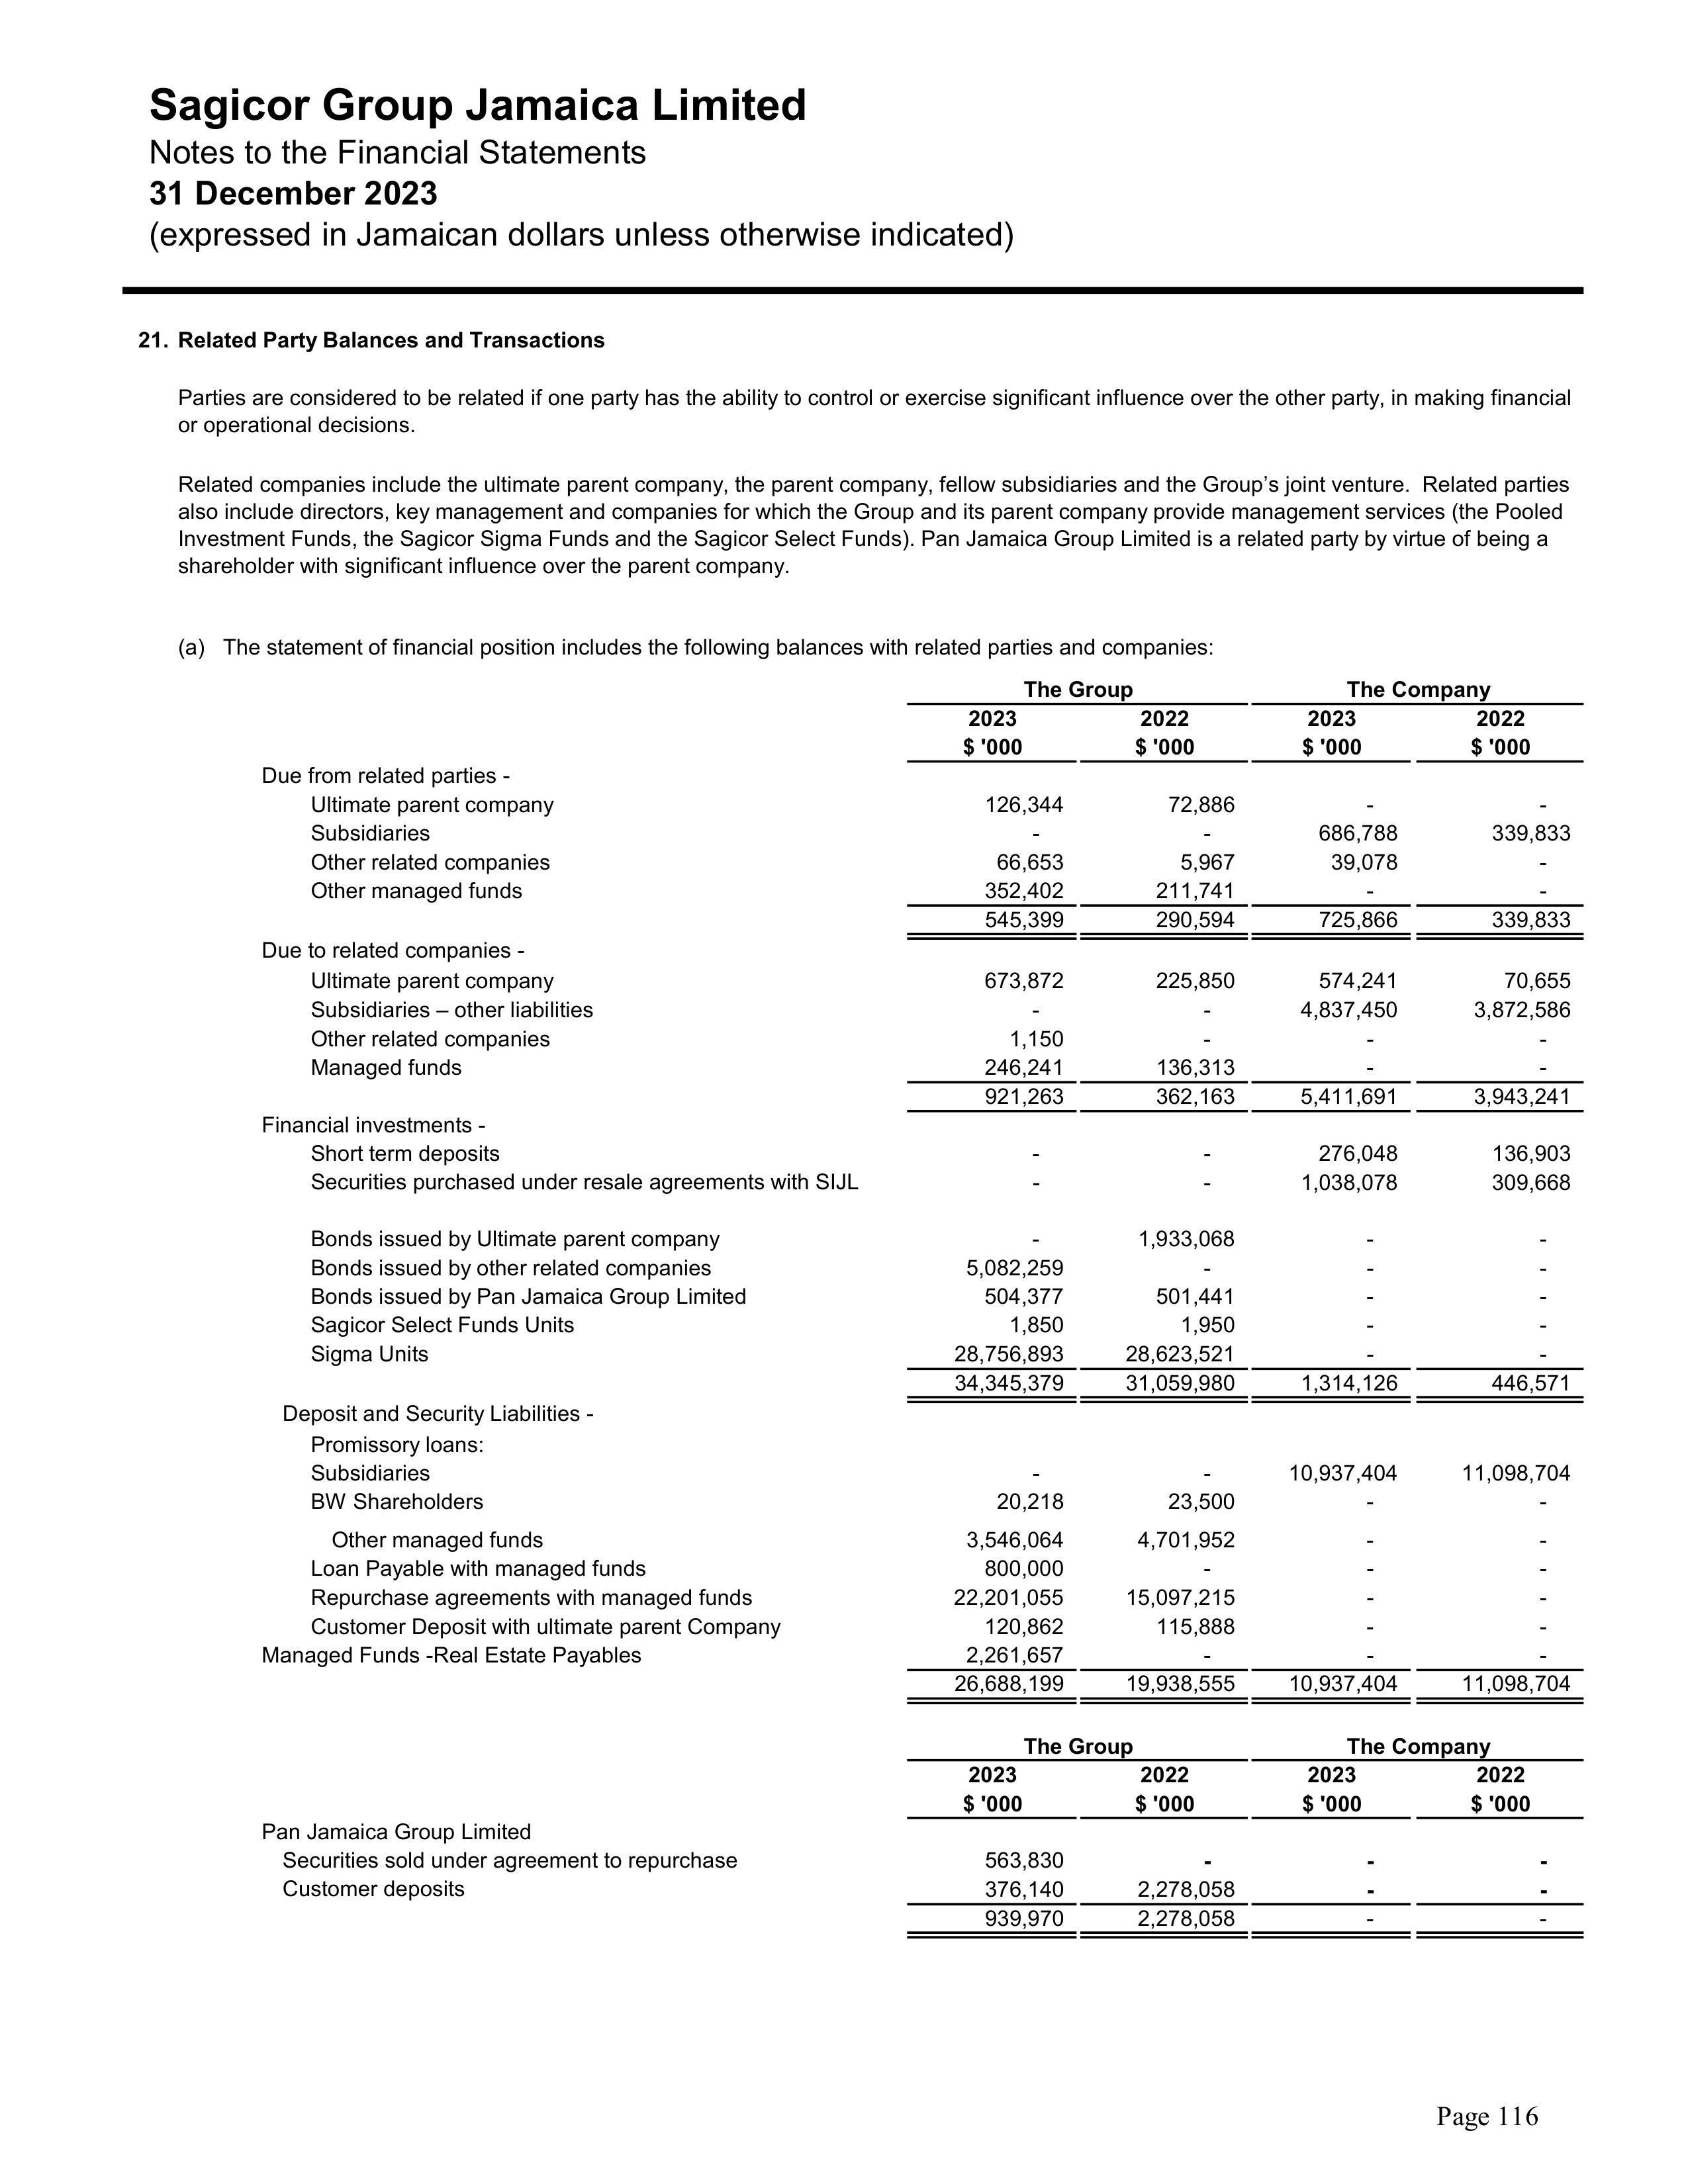 Sagicor Group Jamaica Limited
Notes to the Financial Statements
31 December 2023
(expressed in Jamaican dollars unless otherwise indicated)
21. Related Party Balances and Transactions
Parties are considered to be related if one party has the ability to control or exercise significant influence over the other party, in making financial
or operational decisions.
Related companies include the ultimate parent company, the parent company, fellow subsidiaries and the Group’s joint venture. Related parties
also include directors, key management and companies for which the Group and its parent company provide management services (the Pooled
Investment Funds, the Sagicor Sigma Funds and the Sagicor Select Funds). Pan Jamaica Group Limited is a related party by virtue of being a
shareholder with significant influence over the parent company.
(a) The statement of financial position includes the following balances with related parties and companies:
The Group The Company
2023 2022 2023 2022
$ '000 $ '000 $ '000 $ '000
Due from related parties -
Ultimate parent company 126,344 72,886 - -
Subsidiaries - - 686,788 339,833
Other related companies 66,653 5,967 39,078 -
Other managed funds 352,402 211,741 - -
545,399 290,594 725,866 339,833
Due to related companies -
Ultimate parent company 673,872 225,850 574,241 70,655
Subsidiaries – other liabilities - - 4,837,450 3,872,586
Other related companies 1,150 - - -
Managed funds 246,241 136,313 - -
921,263 362,163 5,411,691 3,943,241
Financial investments -
Short term deposits - - 276,048 136,903
Securities purchased under resale agreements with SIJL - - 1,038,078 309,668
Bonds issued by Ultimate parent company - 1,933,068 - -
Bonds issued by other related companies 5,082,259 - - -
Bonds issued by Pan Jamaica Group Limited 504,377 501,441 - -
Sagicor Select Funds Units 1,850 1,950 - -
Sigma Units 28,756,893 28,623,521 - -
34,345,379 31,059,980 1,314,126 446,571
Deposit and Security Liabilities -
Promissory loans:
Subsidiaries - - 10,937,404 11,098,704
BW Shareholders 20,218 23,500 - -
Other managed funds 3,546,064 4,701,952 - -
Loan Payable with managed funds 800,000 - - -
Repurchase agreements with managed funds 22,201,055 15,097,215 - -
Customer Deposit with ultimate parent Company 120,862 115,888 - -
Managed Funds -Real Estate Payables 2,261,657 - - -
26,688,199 19,938,555 10,937,404 11,098,704
The Group The Company
2023 2022 2023 2022
$ '000 $ '000 $ '000 $ '000
Pan Jamaica Group Limited
Securities sold under agreement to repurchase 563,830 - - -
Customer deposits 376,140 2,278,058 - -
939,970 2,278,058 - -
Page 116